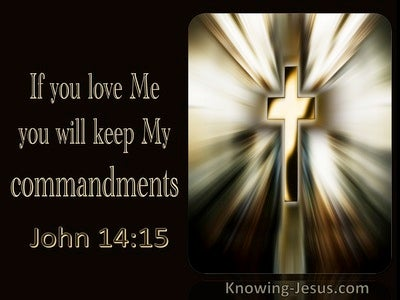 If you love Me
you will keep My
commandments
John 14:15
Knowing-Jesus.com